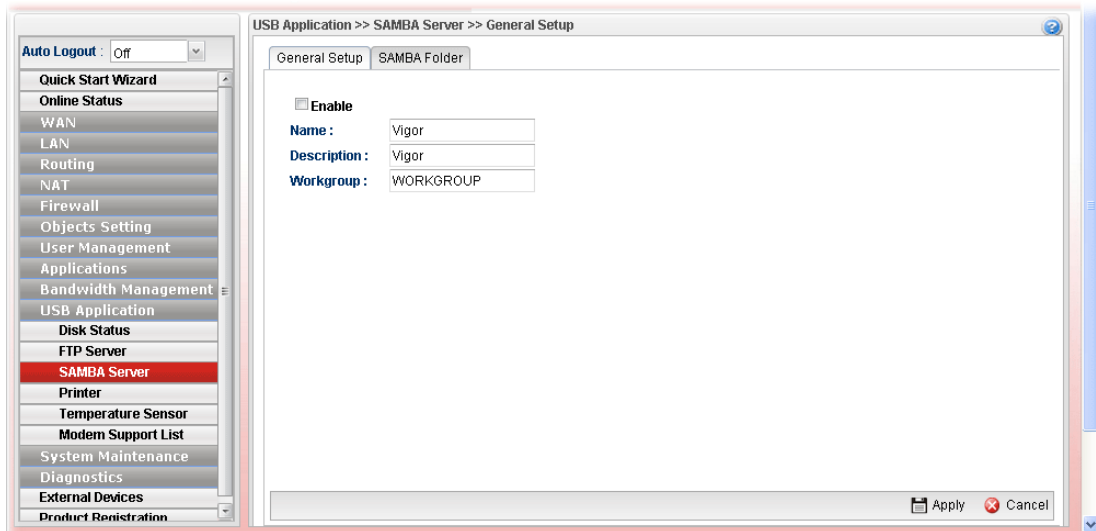 USB Application >> SAMBA Server >> General Setup
Auto Logout : Off
Quick Start Wizard
Online Status
WAN
LAN
Routing
NAT
Firewall
Objects Setting
User Management
Applications
Bandwidth Management
USB Application
Disk Status
FTP Server
SAMBA Server
Printer
Temperature Sensor
Modem Support List
System Maintenance
Diagnostics
External Devices
Product Registration
General Setup SAMBA Folder
Enable
Name : Vigor
Description : Vigor
Workgroup : WORKGROUP
Apply Cancel